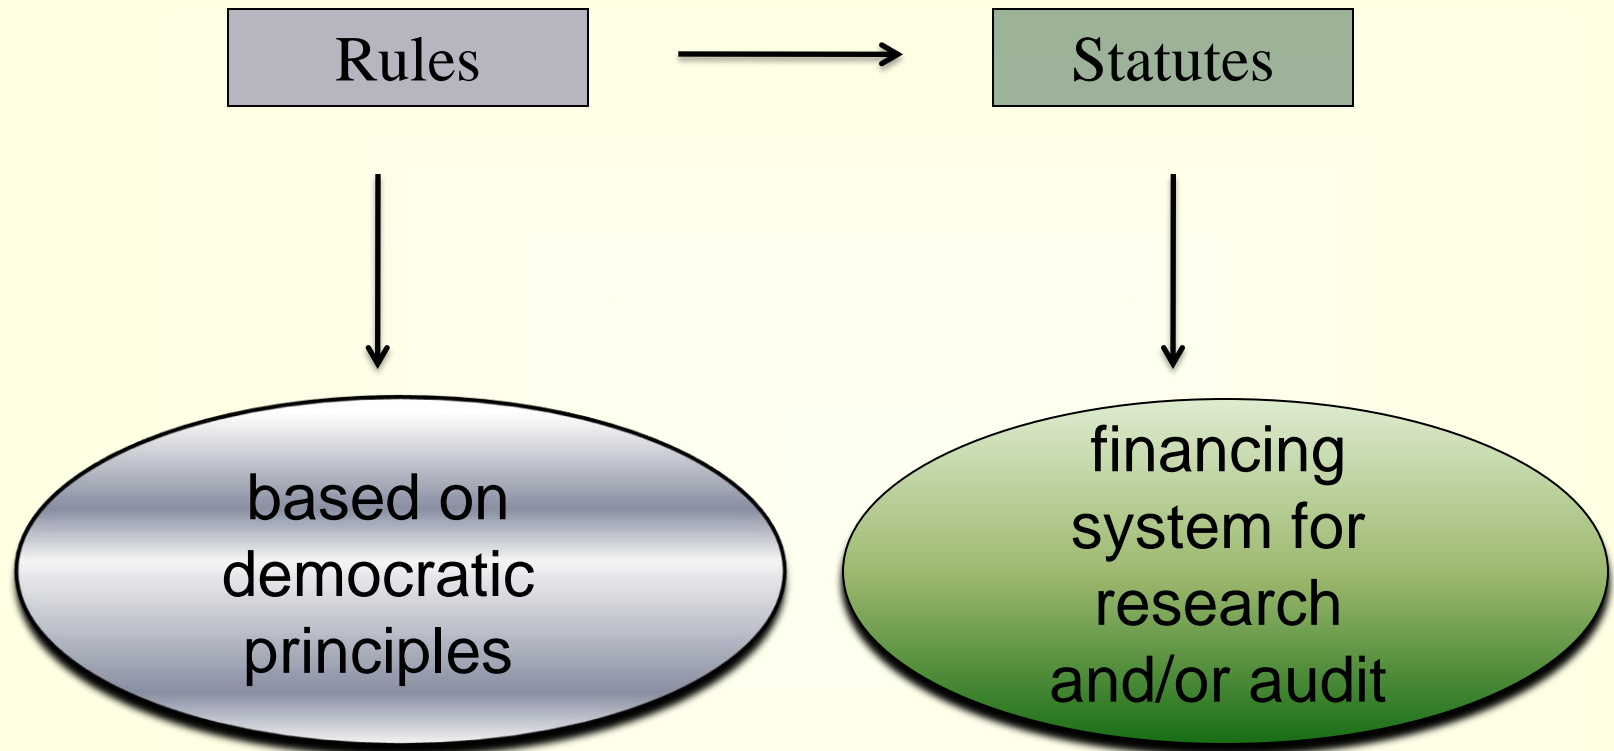 Rules
Statutes
based on
democratic
principles
financing
system for
research
and/or audit